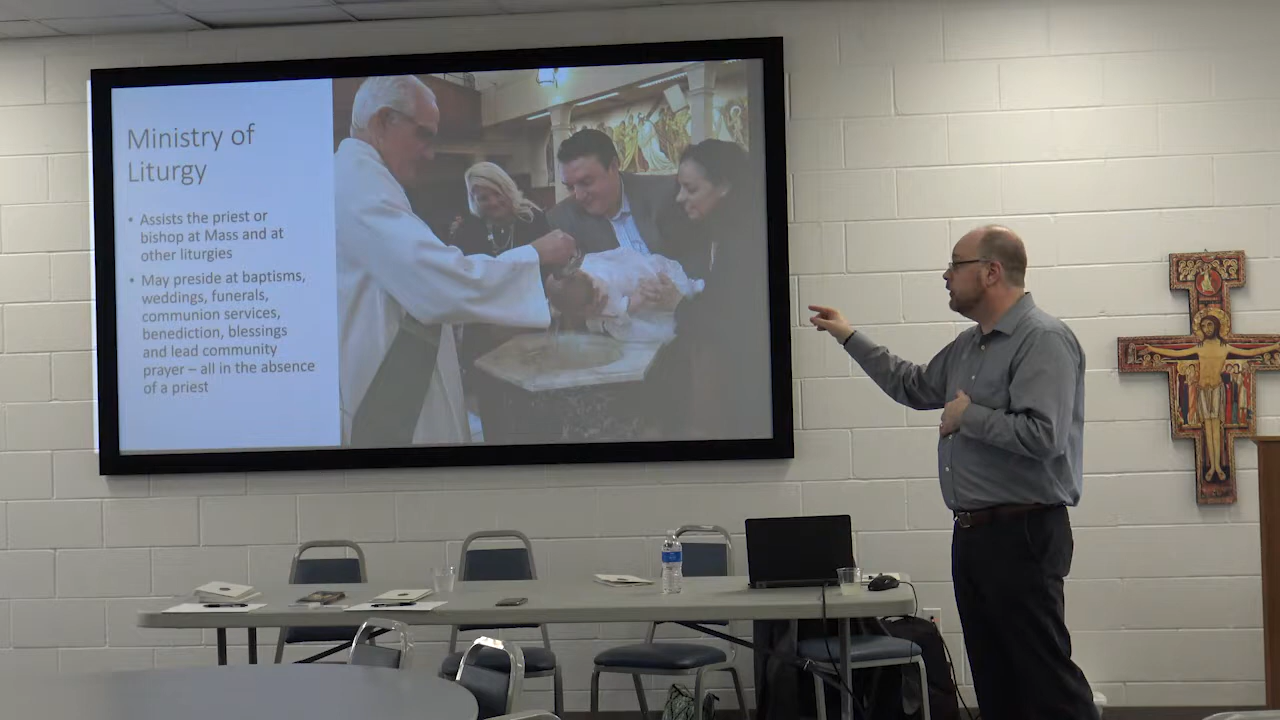 Ministry of
Liturgy
• Assists the priest or
bishop at Mass and at
other liturgies
• May preside at baptisms,
weddings, funerals,
communion services,
benediction, blessings
and lead community
prayer – all in the absence
of a priest